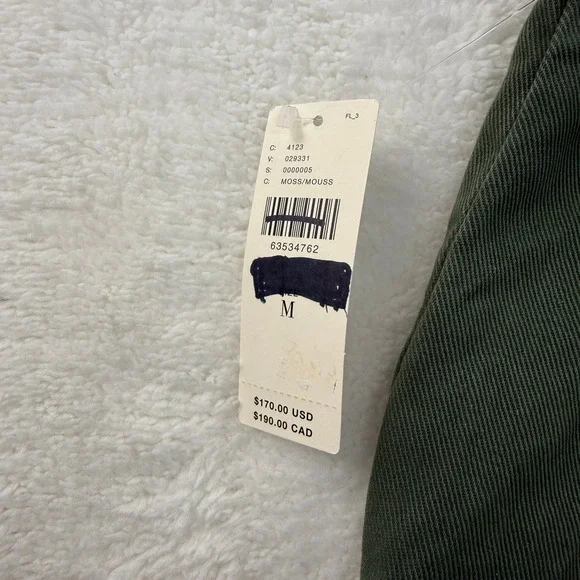 FL_3
C: 4123
V: 029331
S: 0000005
C: MOSS/MOUSS
63534762
M
$170.00 USD
$190.00 CAD